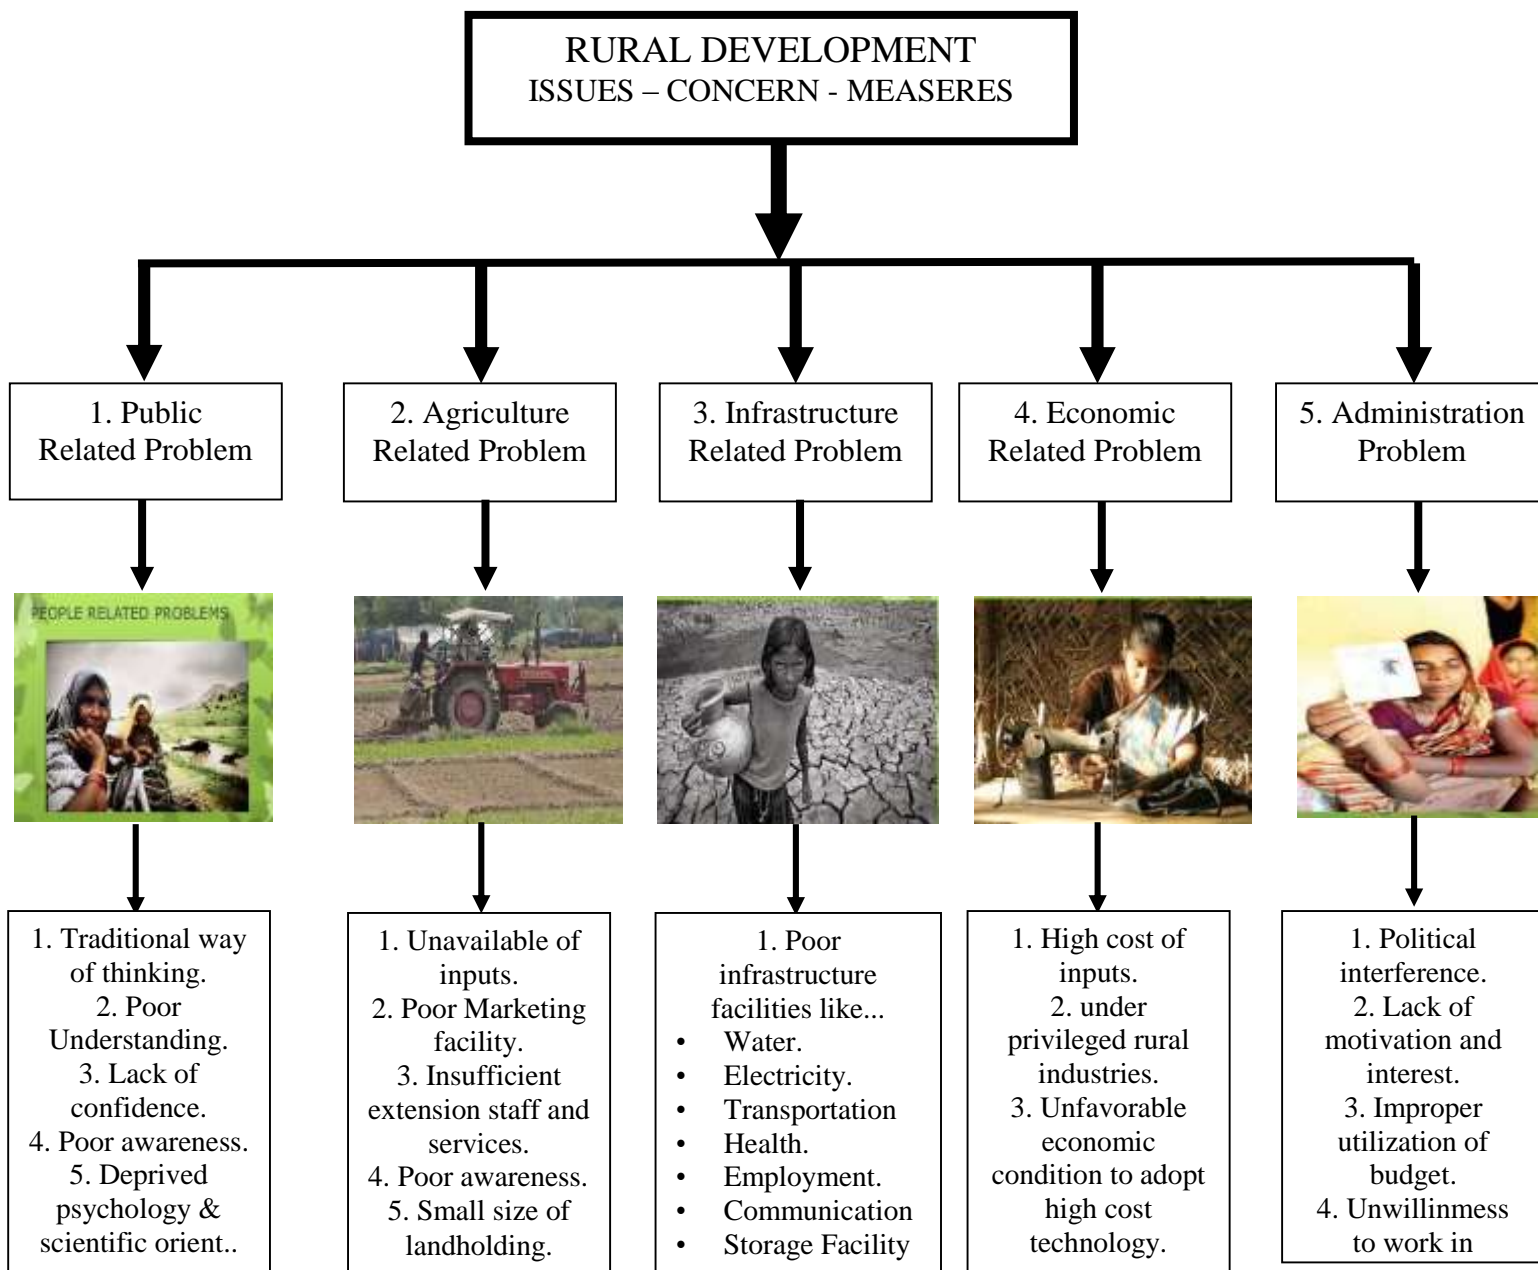 RURAL DEVELOPMENT
ISSUES – CONCERN - MEASERES
1. Public
Related Problem
2. Agriculture
Related Problem
3. Infrastructure
Related Problem
4. Economic
Related Problem
5. Administration
Problem
PEOPLE RELATED PROBLEMS
1. Traditional way
of thinking.
2. Poor
Understanding.
3. Lack of
confidence.
4. Poor awareness.
5. Deprived
psychology &
scientific orient..
1. Unavailable of
inputs.
2. Poor Marketing
facility.
3. Insufficient
extension staff and
services.
4. Poor awareness.
5. Small size of
landholding.
1. Poor
infrastructure
facilities like...
• Water.
• Electricity.
• Transportation
• Health.
• Employment.
• Communication
• Storage Facility
1. High cost of
inputs.
2. under
privileged rural
industries.
3. Unfavorable
economic
condition to adopt
high cost
technology.
1. Political
interference.
2. Lack of
motivation and
interest.
3. Improper
utilization of
budget.
4. Unwillinmess
to work in